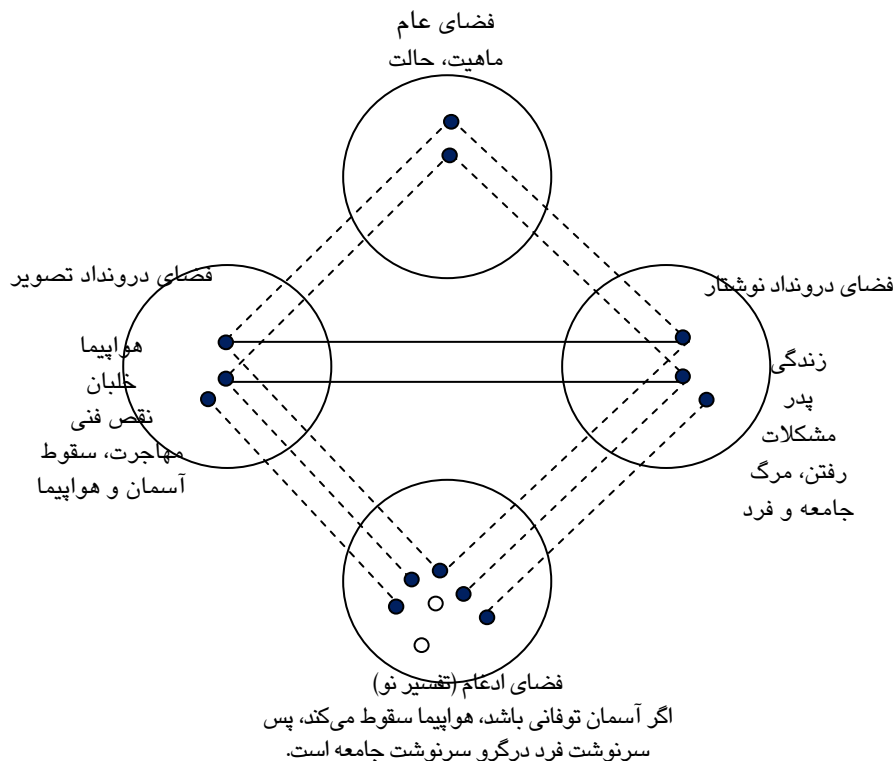 فضای عام
ماهیت، حالت
فضای درونداد نوشتار
زندگی
پدر
مشکلات
رفتن، مرگ
جامعه و فرد
فضای درونداد تصویر
هواپیما
خلبان
نقص فنی
مهاجرت، سقوط
آسمان و هواپیما
فضای ادغام (تفسیر نو)
اگر آسمان توفانی باشد، هواپیما سقوط می‌کند، پس
سرنوشت فرد درگرو سرنوشت جامعه است.